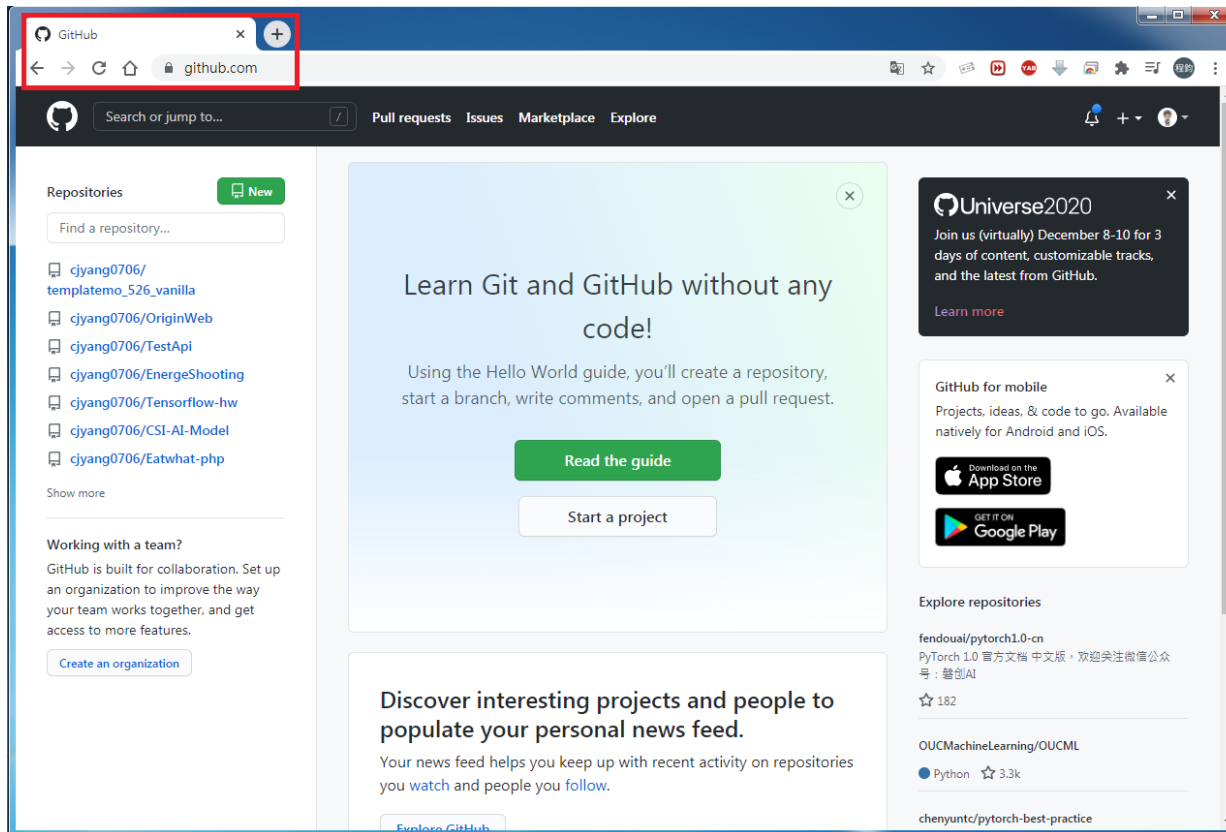 GitHub
github.com
YAB
程鈞
Search or jump to...
/
Pull requests Issues Marketplace Explore
Repositories
New
Find a repository...
cjyang0706/
templatemo_526_vanilla
cjyang0706/OriginWeb
cjyang0706/TestApi
cjyang0706/EnergeShooting
cjyang0706/Tensorflow-hw
cjyang0706/CSI-AI-Model
cjyang0706/Eatwhat-php
Show more
Working with a team?
GitHub is built for collaboration. Set up
an organization to improve the way
your team works together, and get
access to more features.
Create an organization
Learn Git and GitHub without any
code!
Using the Hello World guide, you’ll create a repository,
start a branch, write comments, and open a pull request.
Read the guide
Start a project
Discover interesting projects and people to
populate your personal news feed.
Your news feed helps you keep up with recent activity on repositories
you watch and people you follow.
Explore GitHub
Universe2020
Join us (virtually) December 8-10 for 3
days of content, customizable tracks,
and the latest from GitHub.
Learn more
GitHub for mobile
Projects, ideas, & code to go. Available
natively for Android and iOS.
Download on the
App Store
GET IT ON
Google Play
Explore repositories
fendouai/pytorch1.0-cn
PyTorch 1.0 官方文档 中文版，欢迎关注微信公众
号：磐创AI
182
OUCMachineLearning/OUCML
Python 3.3k
chenyuntc/pytorch-best-practice